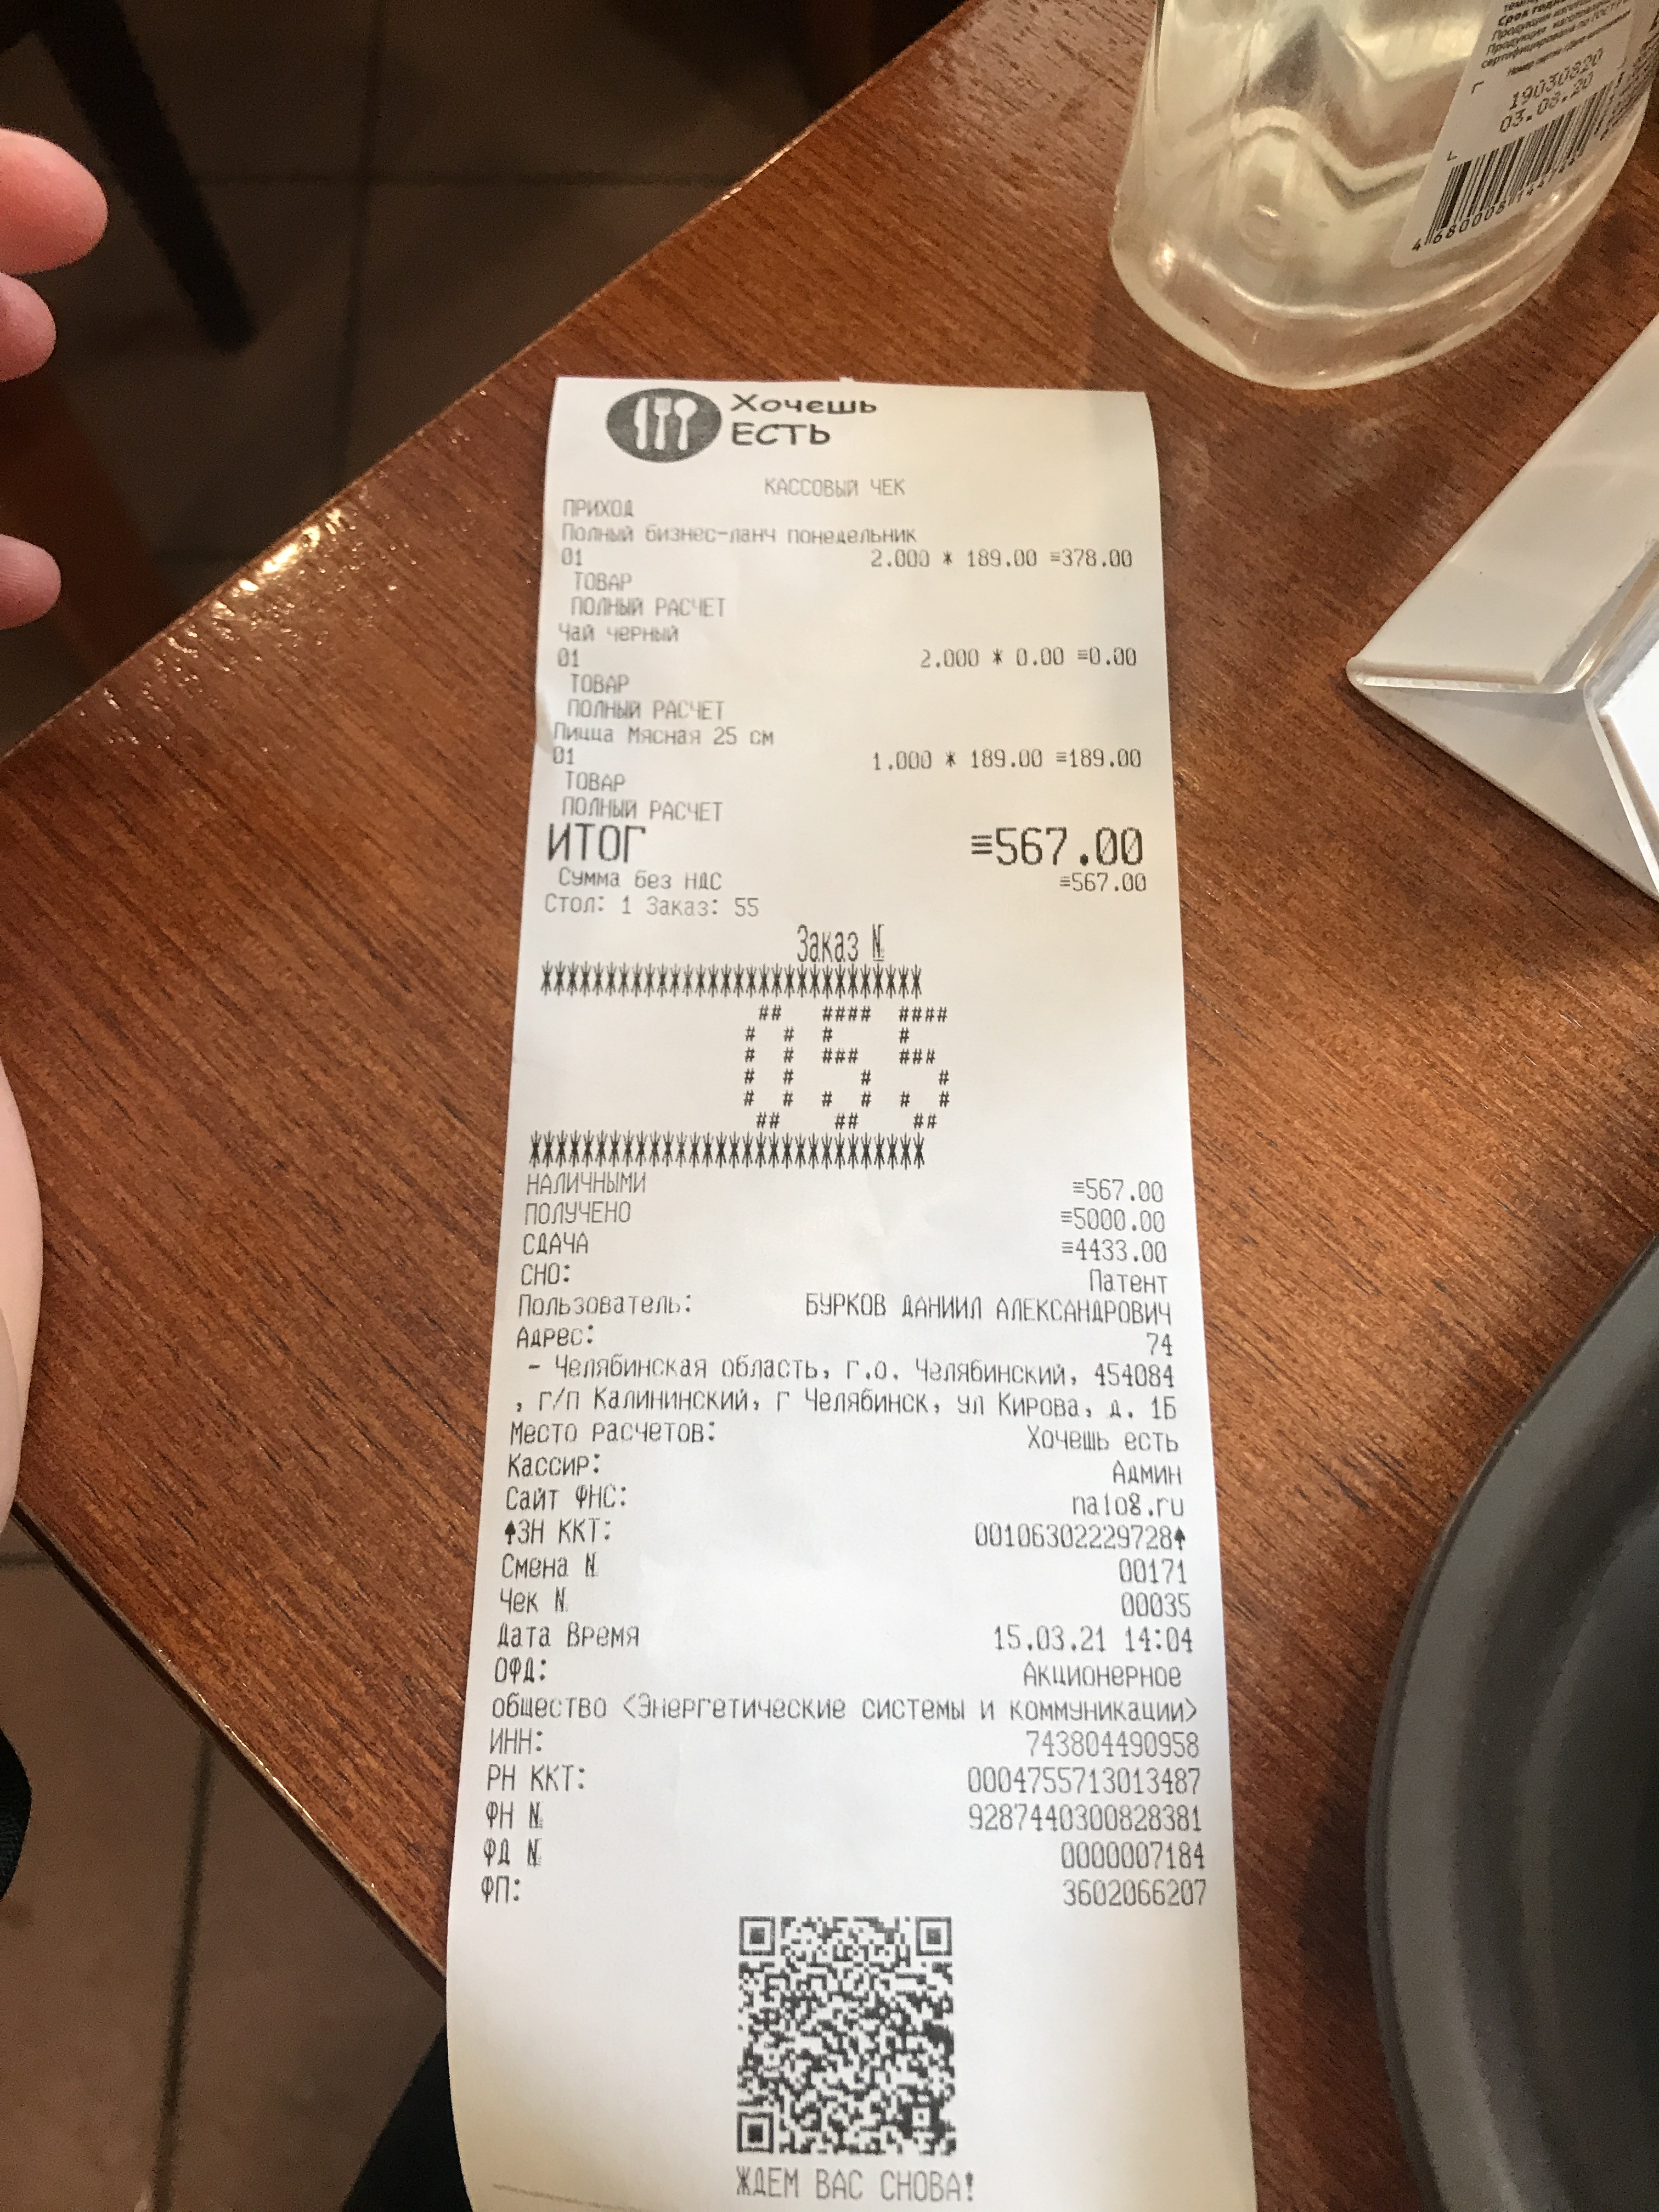 Срок годно
19030820
03.08.20
Хочешь
ЕСТЬ
КАССОВЫЙ ЧЕК
ПРИХОД
Полный бизнес-ланч понедельник
01 2.000 * 189.00 =378.00
ТОВАР
ПОЛНЫЙ РАСЧЕТ
Чай черный
01 2.000 * 0.00 =0.00
ТОВАР
ПОЛНЫЙ РАСЧЕТ
Пицца Мясная 25 см
01 1.000 * 189.00 =189.00
ТОВАР
ПОЛНЫЙ РАСЧЕТ
ИТОГ =567.00
Сумма без НДС =567.00
Стол: 1 Заказ: 55
Заказ №
055
НАЛИЧНЫМИ =567.00
ПОЛУЧЕНО =5000.00
СДАЧА =4433.00
СНО: Патент
Пользователь: БУРКОВ ДАНИИЛ АЛЕКСАНДРОВИЧ
Адрес: 74
- Челябинская область, г.о. Челябинский, 454084
, г/п Калининский, г Челябинск, ул Кирова, д. 1Б
Место расчетов: Хочешь есть
Кассир: Админ
Сайт ФНС: nalog.ru
ЗН ККТ: 00106302229728
Смена № 00171
Чек № 00035
Дата Время 15.03.21 14:04
ОФД: Акционерное
общество <Энергетические системы и коммуникации>
ИНН: 743804490958
РН ККТ: 0004755713013487
ФН № 9287440300828381
ФД № 0000007184
ФП: 3602066207
ЖДЕМ ВАС СНОВА!